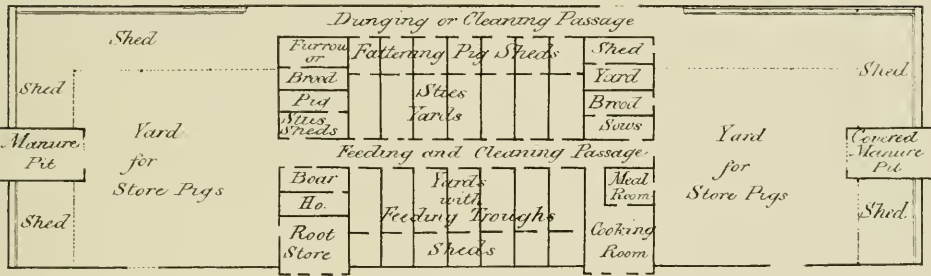 Dunging or Cleaning Passage
Shed
Shed
Yard
for
Store Pigs
Manure
Pit
Shed
Furrow
or
Brood
Pig
Sties
Sheds
Fattening Pig Sheds
Sties
Yards
Shed
Yard
Brood
Sows
Feeding and Cleaning Passage
Boar
Ho.
Root
Store
Yards
with
Feeding Troughs
Sheds
Meal
Room
Cooking
Room
Shed
Yard
for
Store Pigs
Covered
Manure
Pit
Shed